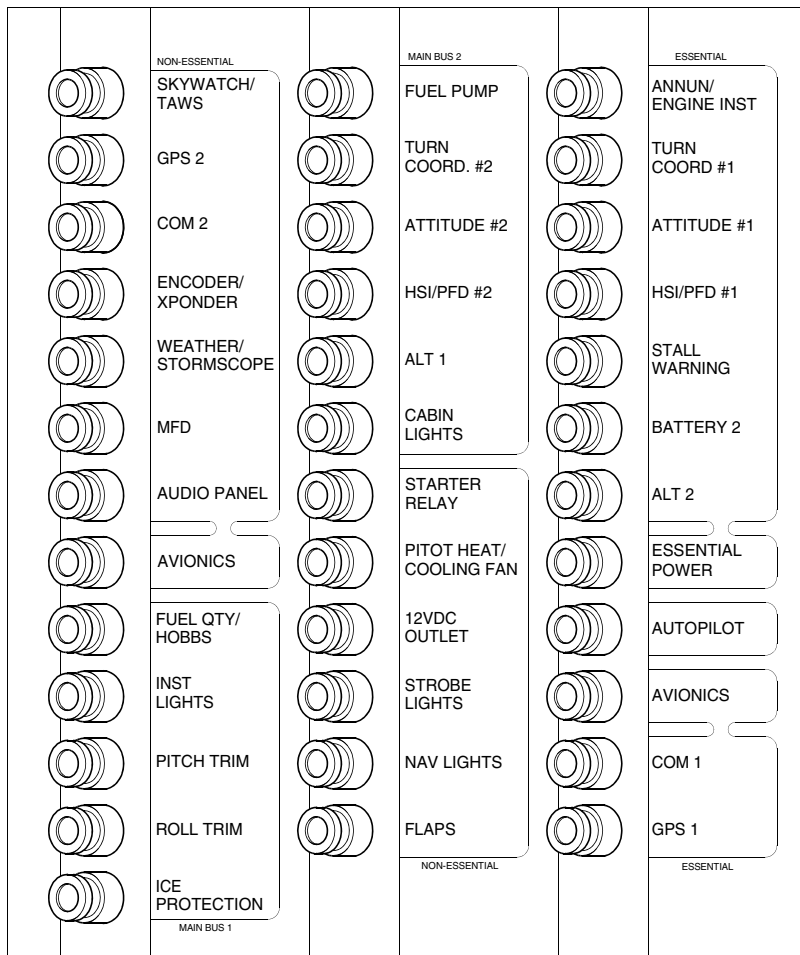 NON-ESSENTIAL
SKYWATCH/
TAWS
GPS 2
COM 2
ENCODER/
XPONDER
WEATHER/
STORMSCOPE
MFD
AUDIO PANEL
AVIONICS
FUEL QTY/
HOBBS
INST
LIGHTS
PITCH TRIM
ROLL TRIM
ICE
PROTECTION
MAIN BUS 1
MAIN BUS 2
FUEL PUMP
TURN
COORD. #2
ATTITUDE #2
HSI/PFD #2
ALT 1
CABIN
LIGHTS
STARTER
RELAY
PITOT HEAT/
COOLING FAN
12VDC
OUTLET
STROBE
LIGHTS
NAV LIGHTS
FLAPS
NON-ESSENTIAL
ESSENTIAL
ANNUN/
ENGINE INST
TURN
COORD #1
ATTITUDE #1
HSI/PFD #1
STALL
WARNING
BATTERY 2
ALT 2
ESSENTIAL
POWER
AUTOPILOT
AVIONICS
COM 1
GPS 1
ESSENTIAL